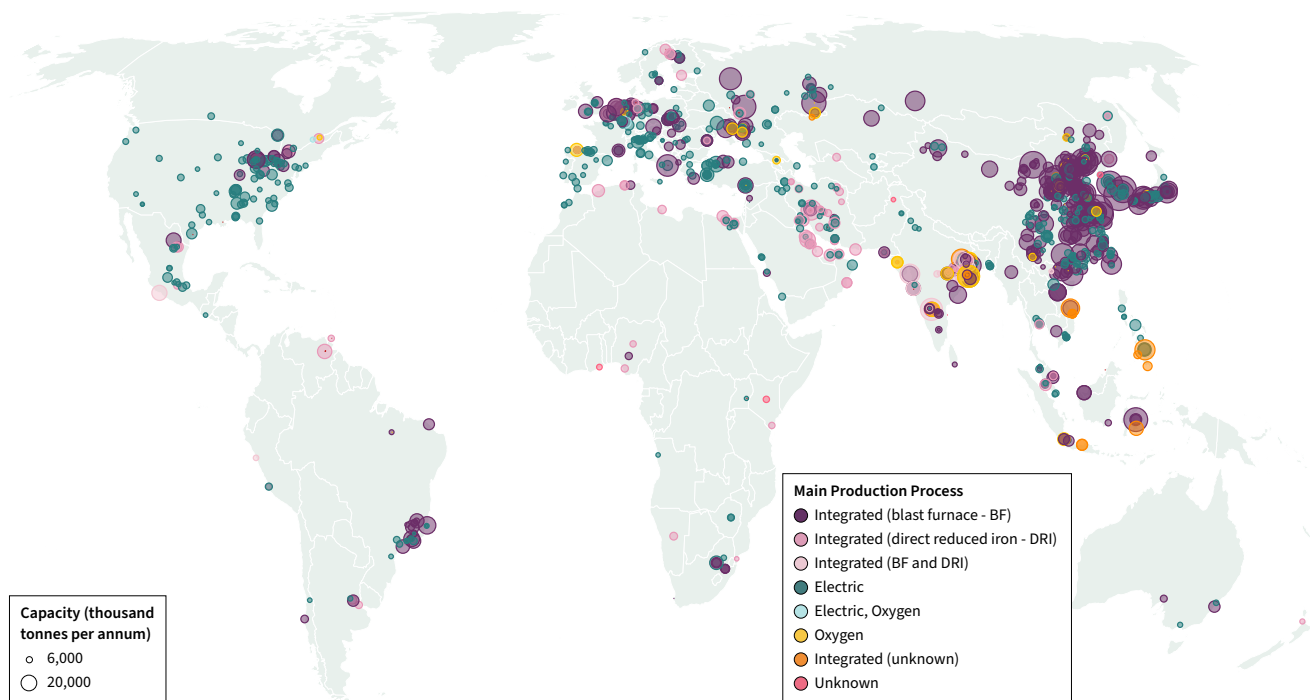 Main Production Process
Integrated (blast furnace - BF)
Integrated (direct reduced iron - DRI)
Integrated (BF and DRI)
Electric
Electric, Oxygen
Oxygen
Integrated (unknown)
Unknown
Capacity (thousand
tonnes per annum)
6,000
20,000